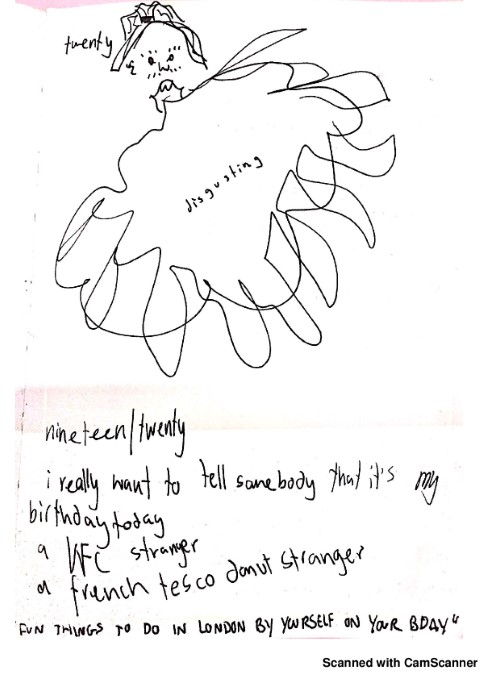 twenty
disgusting
nineteen/twenty
i really want to tell somebody that it's my
birthday today
a KFC stranger
a french tesco donut stranger
"FUN THINGS TO DO IN LONDON BY YOURSELF ON YOUR BDAY"
Scanned with CamScanner